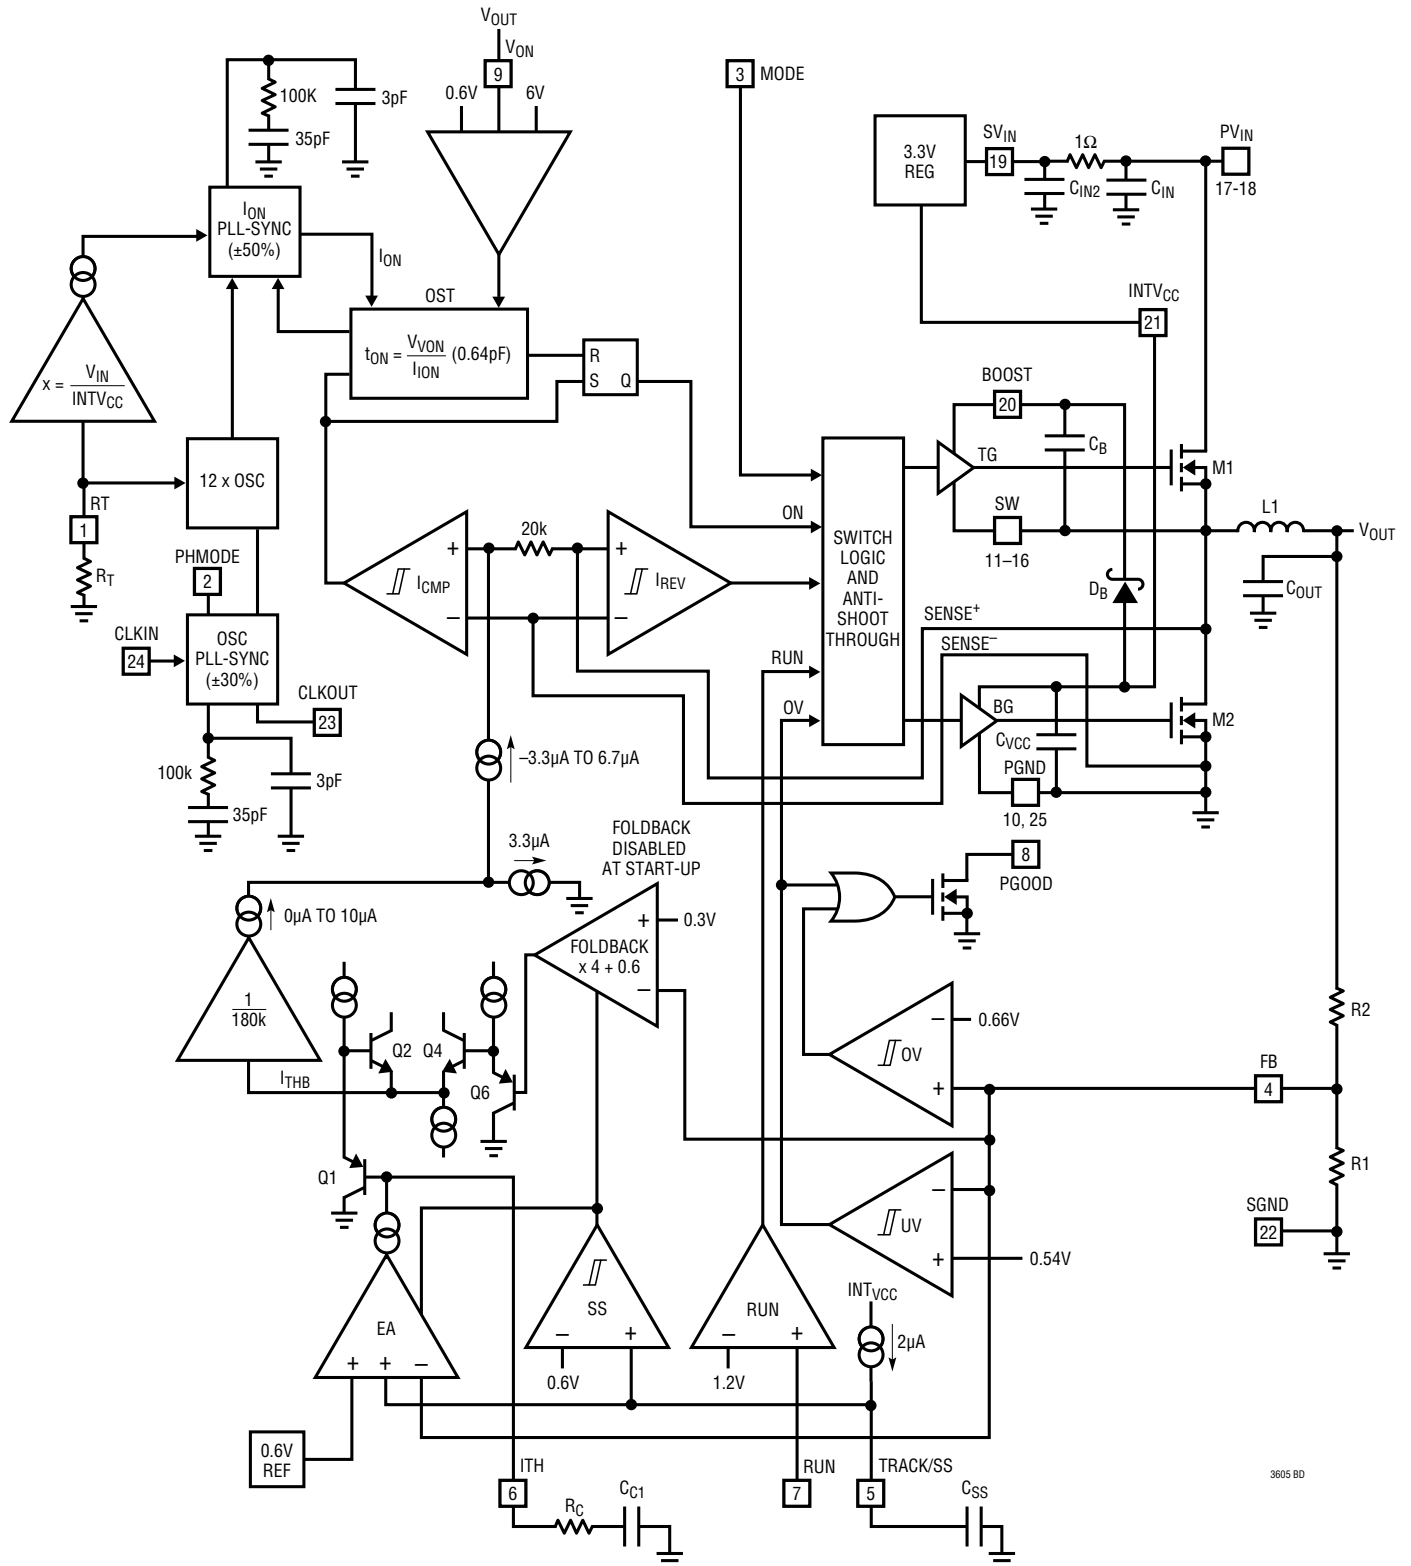 VOUT
VON
9
0.6V
6V
100K
3pF
35pF
ION
PLL-SYNC
(±50%)
ION
OST
tON = VVON / IION (0.64pF)
R
S Q
x = VIN / INTVCC
12 x OSC
RT
1
RT
PHMODE
2
CLKIN
24
OSC
PLL-SYNC
(±30%)
CLKOUT
23
100k
3pF
35pF
3
MODE
3.3V
REG
SVIN
19
1Ω
PVIN
17-18
CIN2
CIN
INTVCC
21
BOOST
20
CB
TG
M1
SW
11–16
L1
VOUT
COUT
DB
ON
SWITCH
LOGIC
AND
ANTI-
SHOOT
THROUGH
RUN
OV
SENSE+
SENSE–
BG
M2
CVCC
PGND
10, 25
20k
+
ICMP
–
+
IREV
–
–3.3µA TO 6.7µA
3.3µA
0µA TO 10µA
1
180k
ITHB
FOLDBACK
DISABLED
AT START-UP
+
0.3V
FOLDBACK
x 4 + 0.6
–
Q2
Q4
Q6
Q1
8
PGOOD
–
0.66V
OV
+
–
UV
+
0.54V
R2
FB
4
R1
SGND
22
EA
+ + –
0.6V
REF
SS
– +
0.6V
RUN
– +
1.2V
INTVCC
2µA
ITH
6
RC
CC1
RUN
7
TRACK/SS
5
CSS
3605 BD